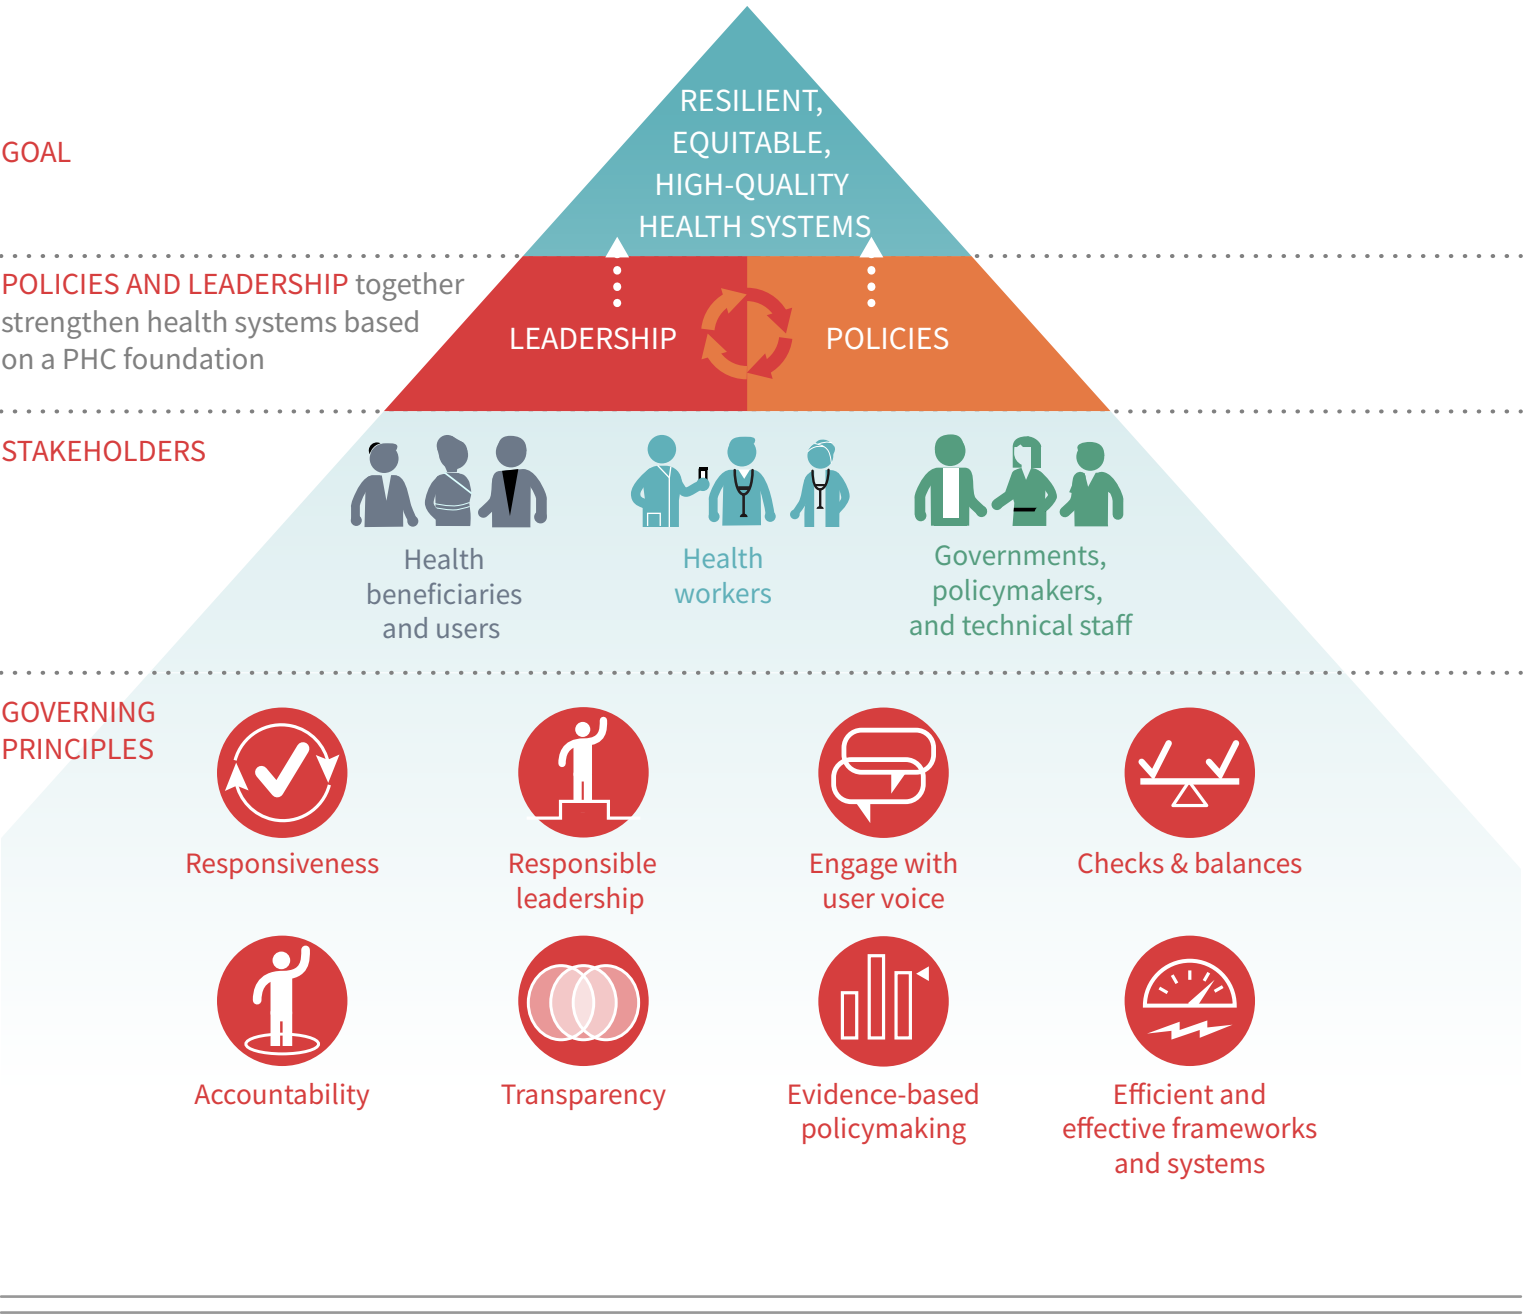 RESILIENT,
EQUITABLE,
HIGH-QUALITY
HEALTH SYSTEMS
GOAL
POLICIES AND LEADERSHIP together
strengthen health systems based
on a PHC foundation
LEADERSHIP
POLICIES
STAKEHOLDERS
Health
beneficiaries
and users
Health
workers
Governments,
policymakers,
and technical staff
GOVERNING
PRINCIPLES
Responsiveness
Responsible
leadership
Engage with
user voice
Checks & balances
Accountability
Transparency
Evidence-based
policymaking
Efficient and
effective frameworks
and systems